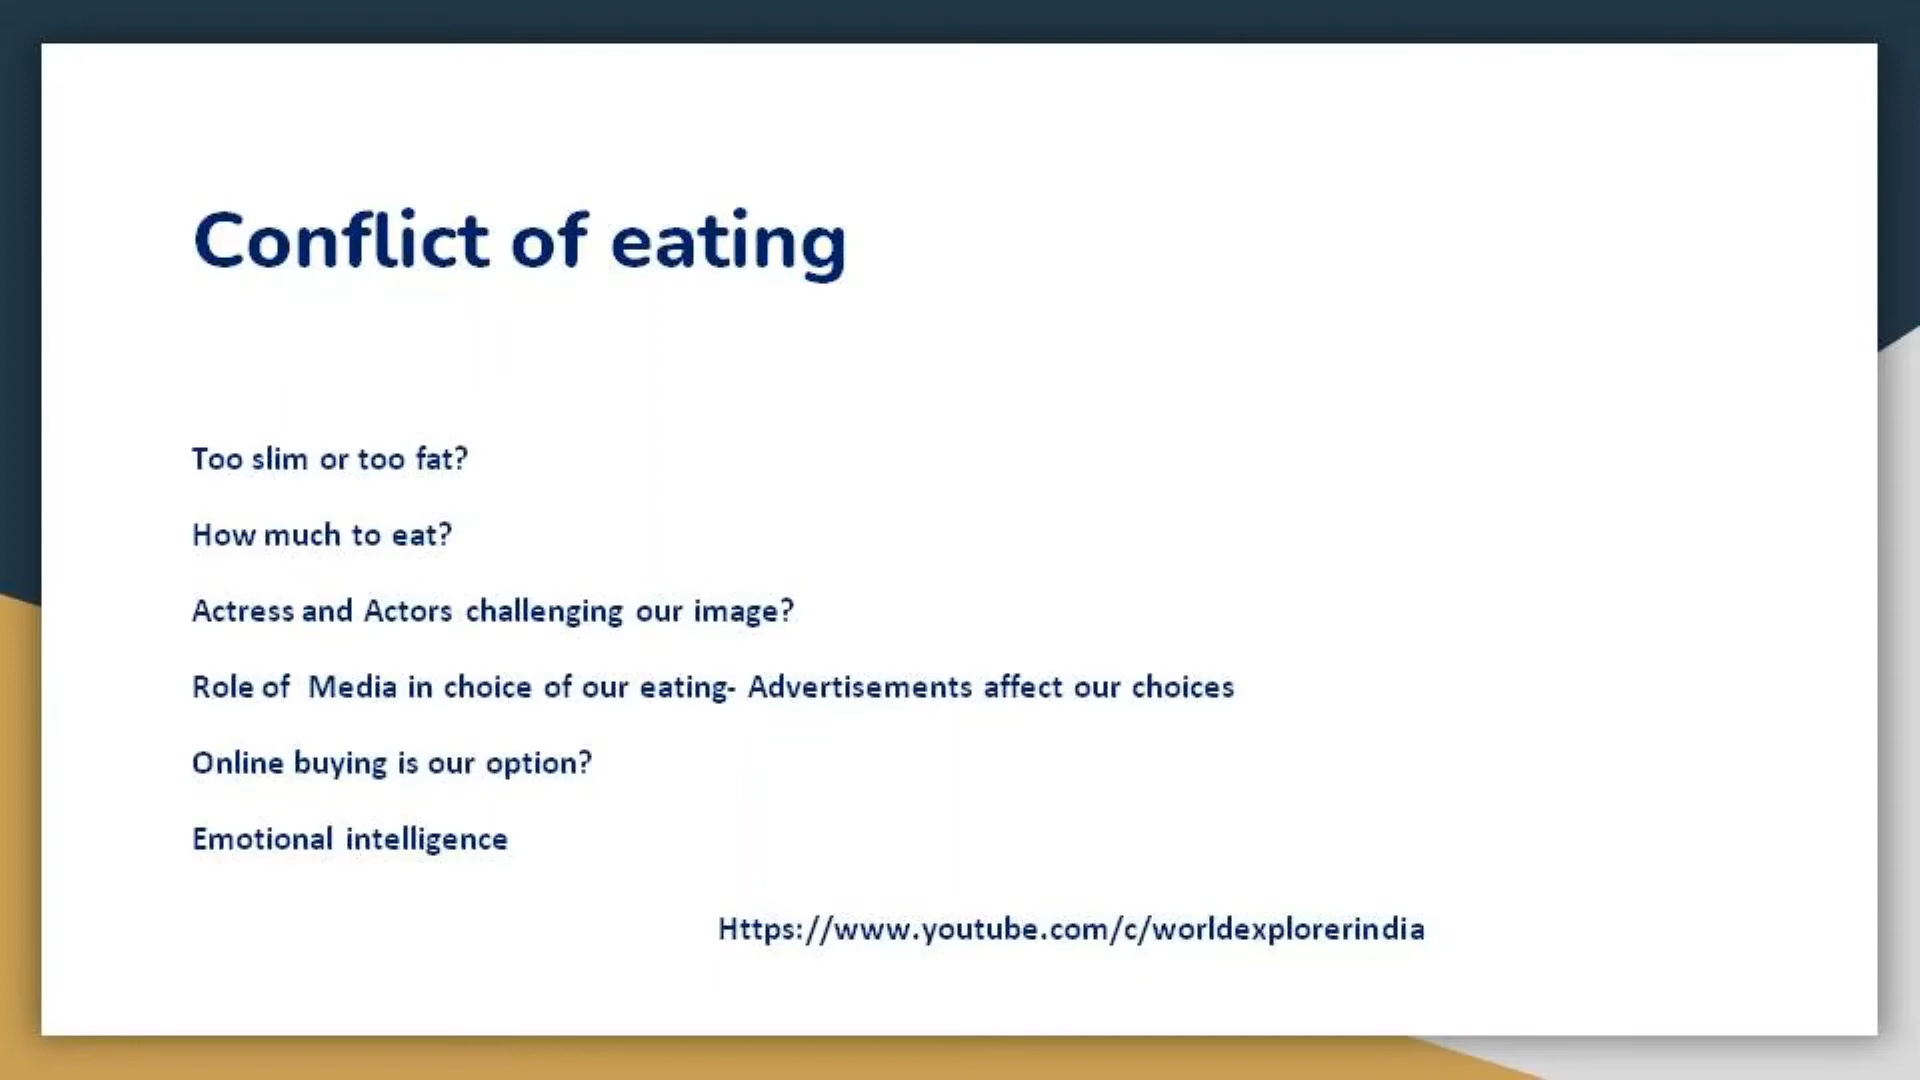 Conflict of eating
Too slim or too fat?
How much to eat?
Actress and Actors challenging our image?
Role of Media in choice of our eating- Advertisements affect our choices
Online buying is our option?
Emotional intelligence
Https://www.youtube.com/c/worldexplorerindia